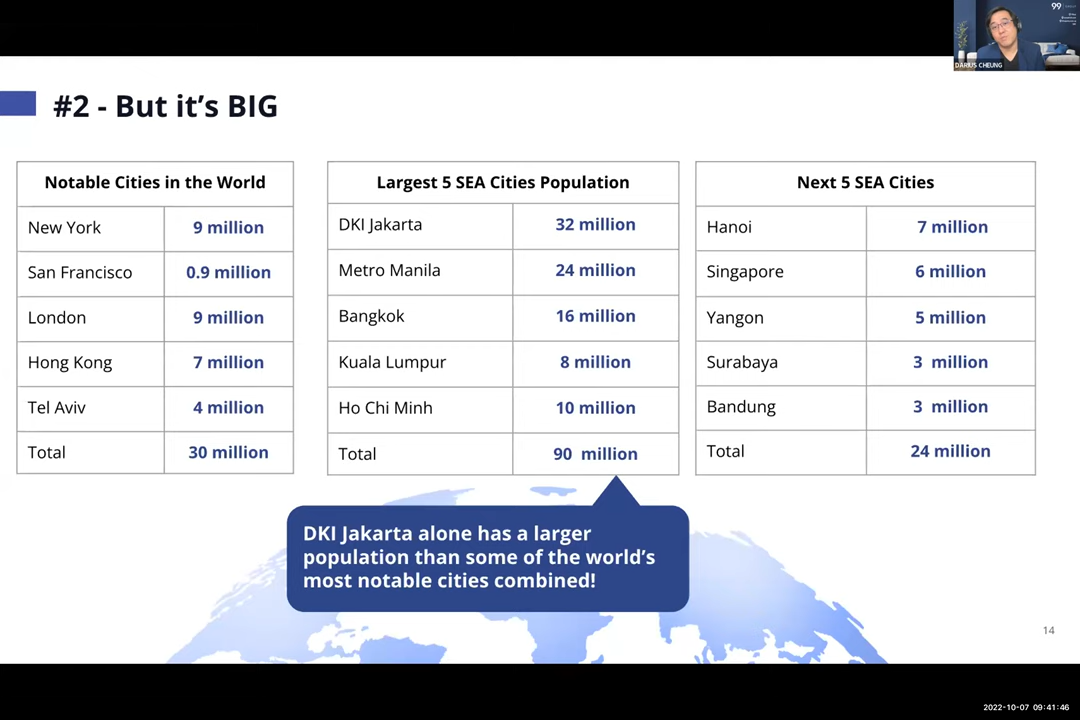 99
DARIUS CHEUNG
#2 - But it's BIG
Notable Cities in the World
New York 9 million
San Francisco 0.9 million
London 9 million
Hong Kong 7 million
Tel Aviv 4 million
Total 30 million
Largest 5 SEA Cities Population
DKI Jakarta 32 million
Metro Manila 24 million
Bangkok 16 million
Kuala Lumpur 8 million
Ho Chi Minh 10 million
Total 90 million
Next 5 SEA Cities
Hanoi 7 million
Singapore 6 million
Yangon 5 million
Surabaya 3 million
Bandung 3 million
Total 24 million
DKI Jakarta alone has a larger
population than some of the world's
most notable cities combined!
14
2022-10-07 09:41:46